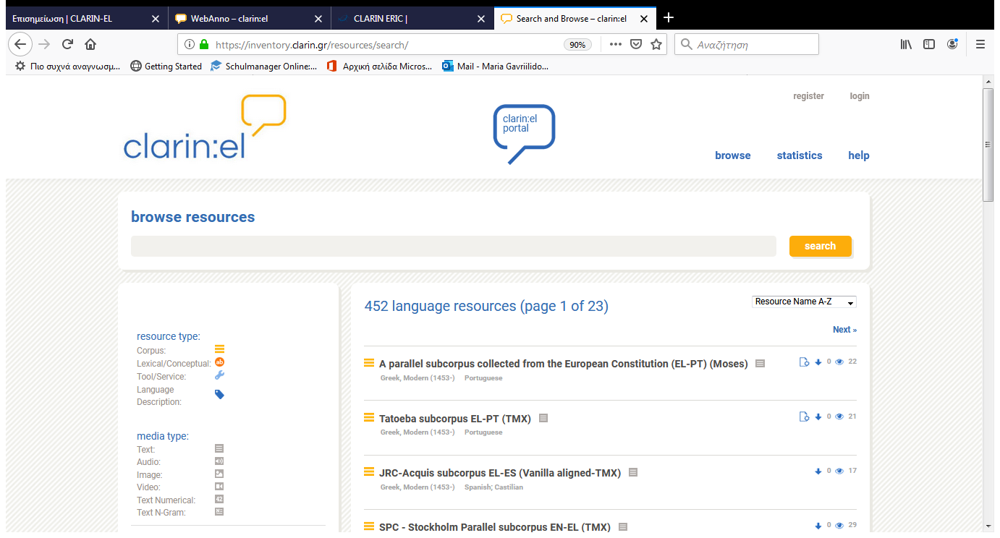 Επισημείωση | CLARIN-EL
WebAnno – clarin:el
CLARIN ERIC |
Search and Browse – clarin:el
https://inventory.clarin.gr/resources/search/
90%
Αναζήτηση
Πιο συχνά αναγνωσμ...
Getting Started
Schulmanager Online:...
Αρχική σελίδα Micros...
Mail - Maria Gavriilido...
register
login
clarin:el
clarin:el
portal
browse
statistics
help
browse resources
search
452 language resources (page 1 of 23)
Resource Name A-Z
Next »
resource type:
Corpus:
Lexical/Conceptual:
ab
Tool/Service:
Language
Description:
media type:
Text:
Audio:
Image:
Video:
Text Numerical:
42
Text N-Gram:
A parallel subcorpus collected from the European Constitution (EL-PT) (Moses)
0 22
Greek, Modern (1453-) Portuguese
Tatoeba subcorpus EL-PT (TMX)
0 21
Greek, Modern (1453-) Portuguese
JRC-Acquis subcorpus EL-ES (Vanilla aligned-TMX)
0 17
Greek, Modern (1453-) Spanish; Castilian
SPC - Stockholm Parallel subcorpus EN-EL (TMX)
0 29